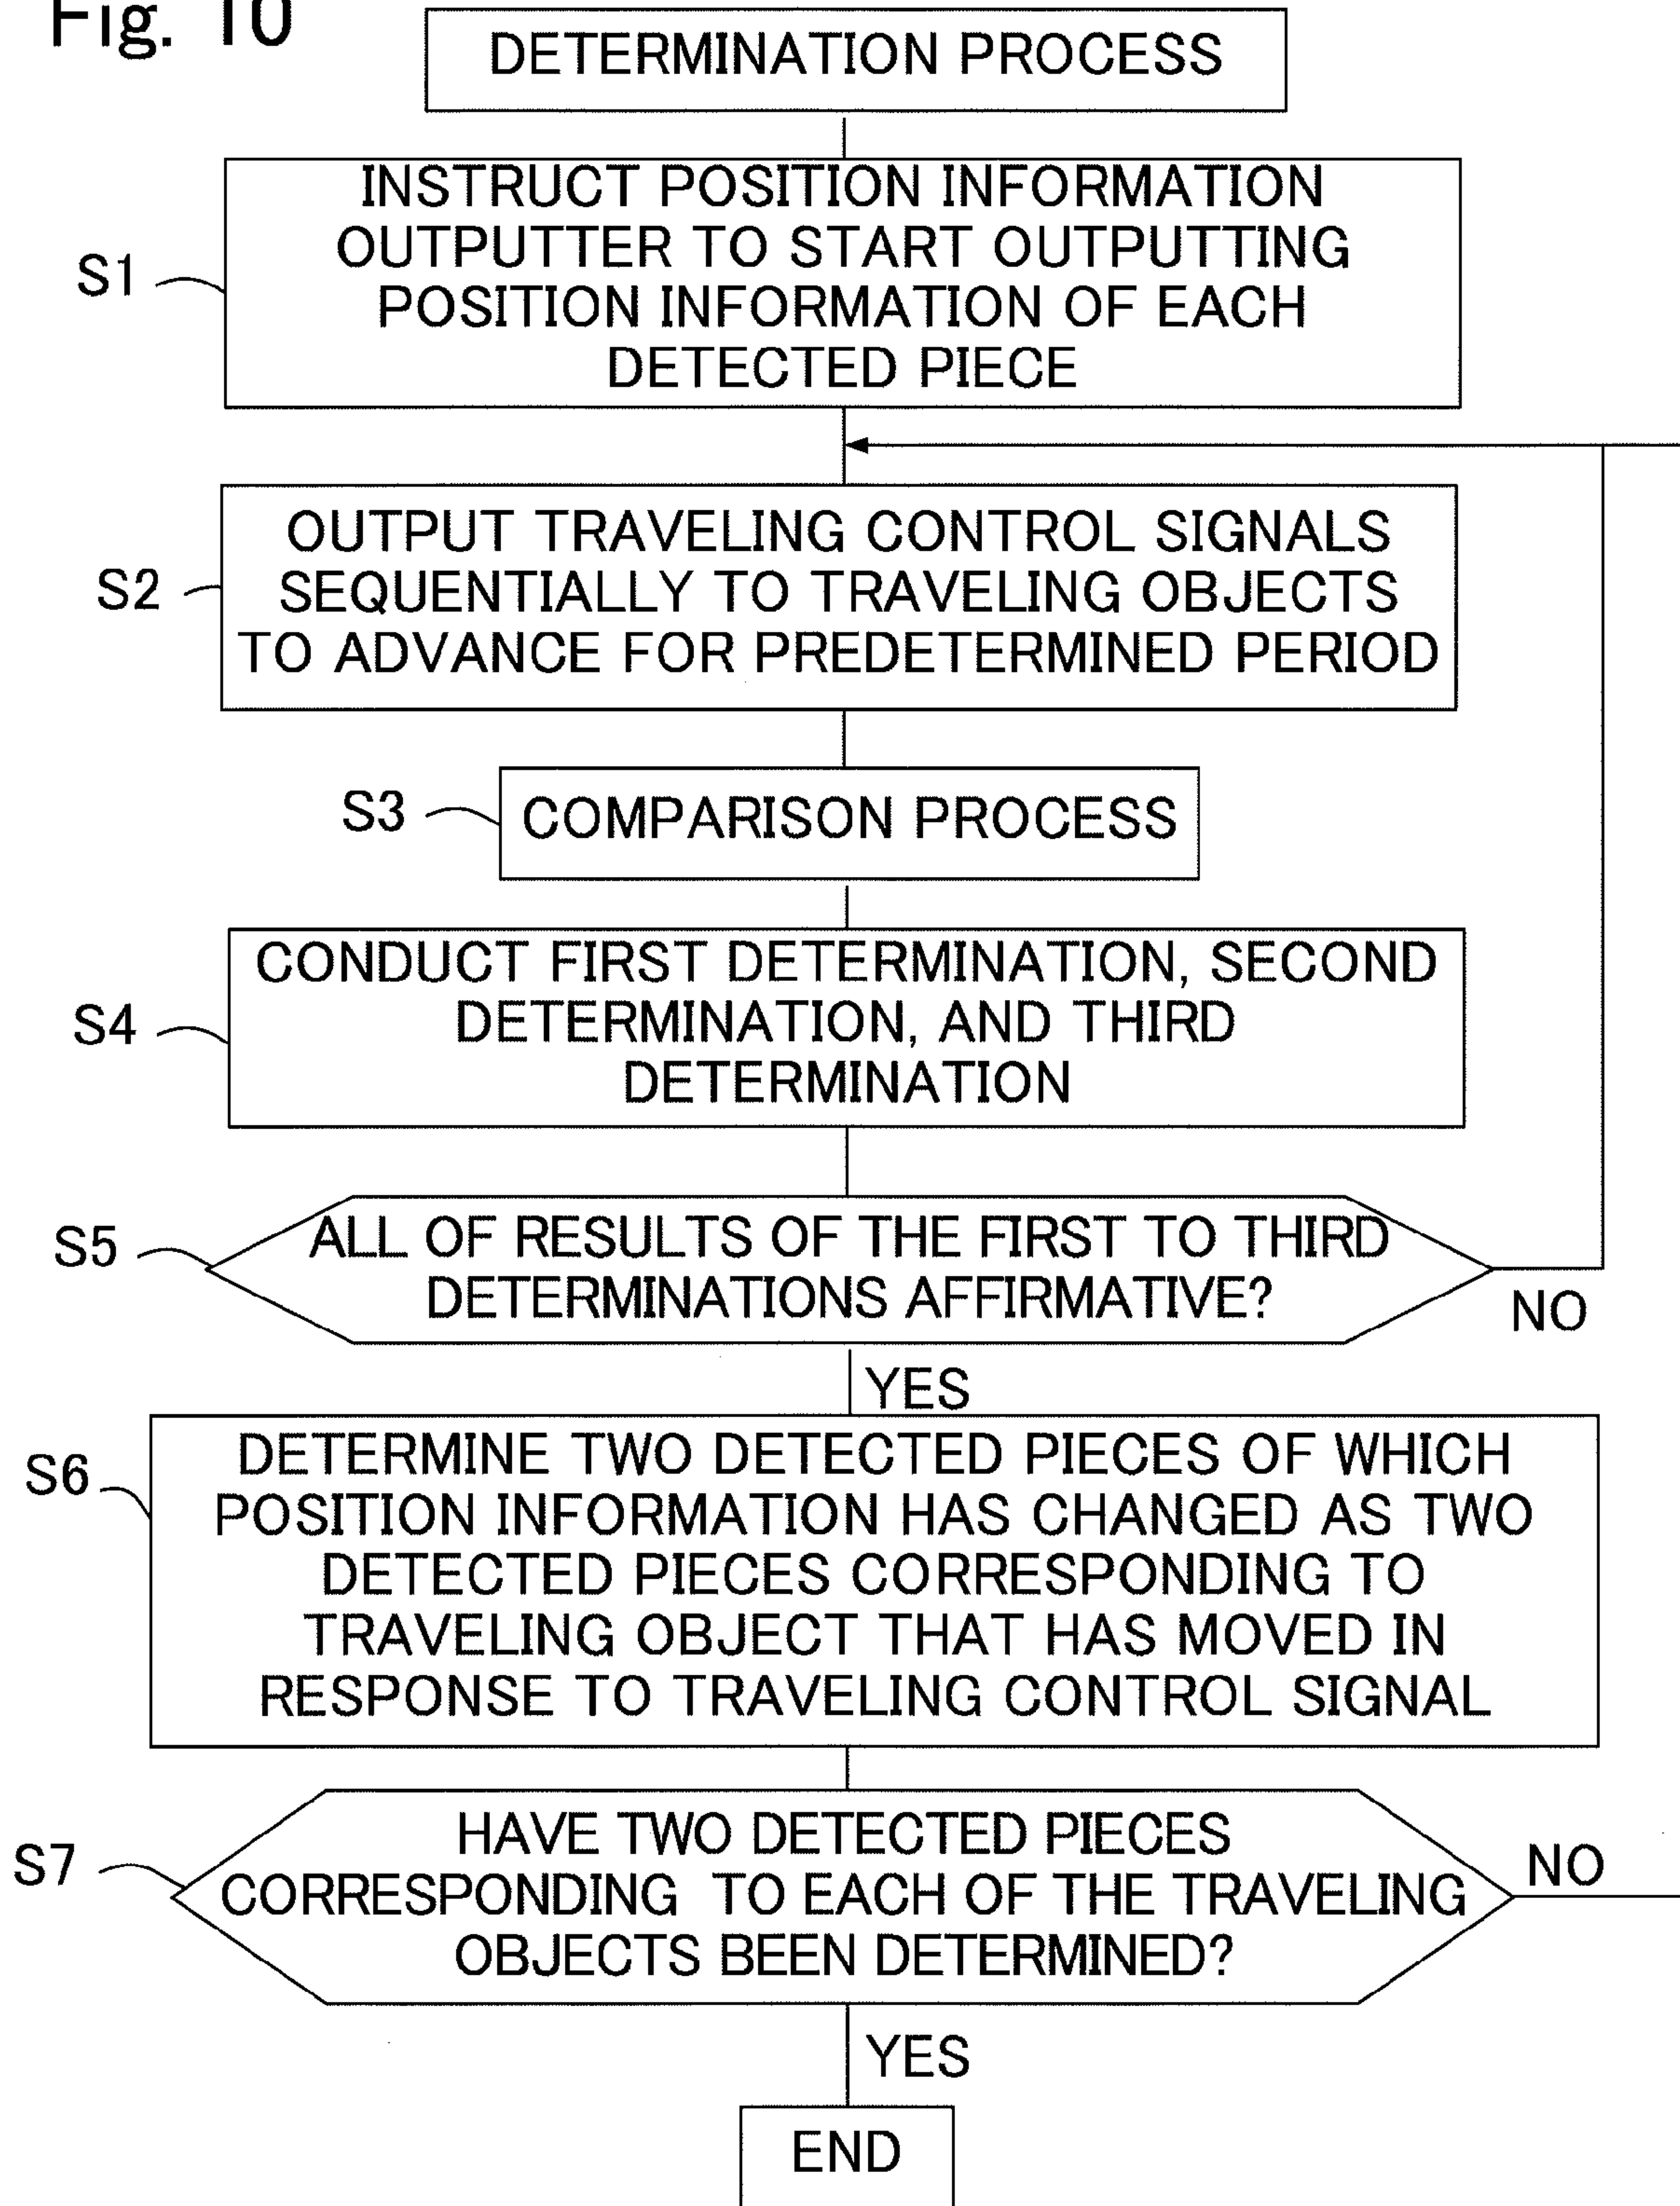 Fig. 10
DETERMINATION PROCESS
S1
INSTRUCT POSITION INFORMATION
OUTPUTTER TO START OUTPUTTING
POSITION INFORMATION OF EACH
DETECTED PIECE
S2
OUTPUT TRAVELING CONTROL SIGNALS
SEQUENTIALLY TO TRAVELING OBJECTS
TO ADVANCE FOR PREDETERMINED PERIOD
S3
COMPARISON PROCESS
S4
CONDUCT FIRST DETERMINATION, SECOND
DETERMINATION, AND THIRD
DETERMINATION
S5
ALL OF RESULTS OF THE FIRST TO THIRD
DETERMINATIONS AFFIRMATIVE?
NO
YES
S6
DETERMINE TWO DETECTED PIECES OF WHICH
POSITION INFORMATION HAS CHANGED AS TWO
DETECTED PIECES CORRESPONDING TO
TRAVELING OBJECT THAT HAS MOVED IN
RESPONSE TO TRAVELING CONTROL SIGNAL
S7
HAVE TWO DETECTED PIECES
CORRESPONDING TO EACH OF THE TRAVELING
OBJECTS BEEN DETERMINED?
NO
YES
END